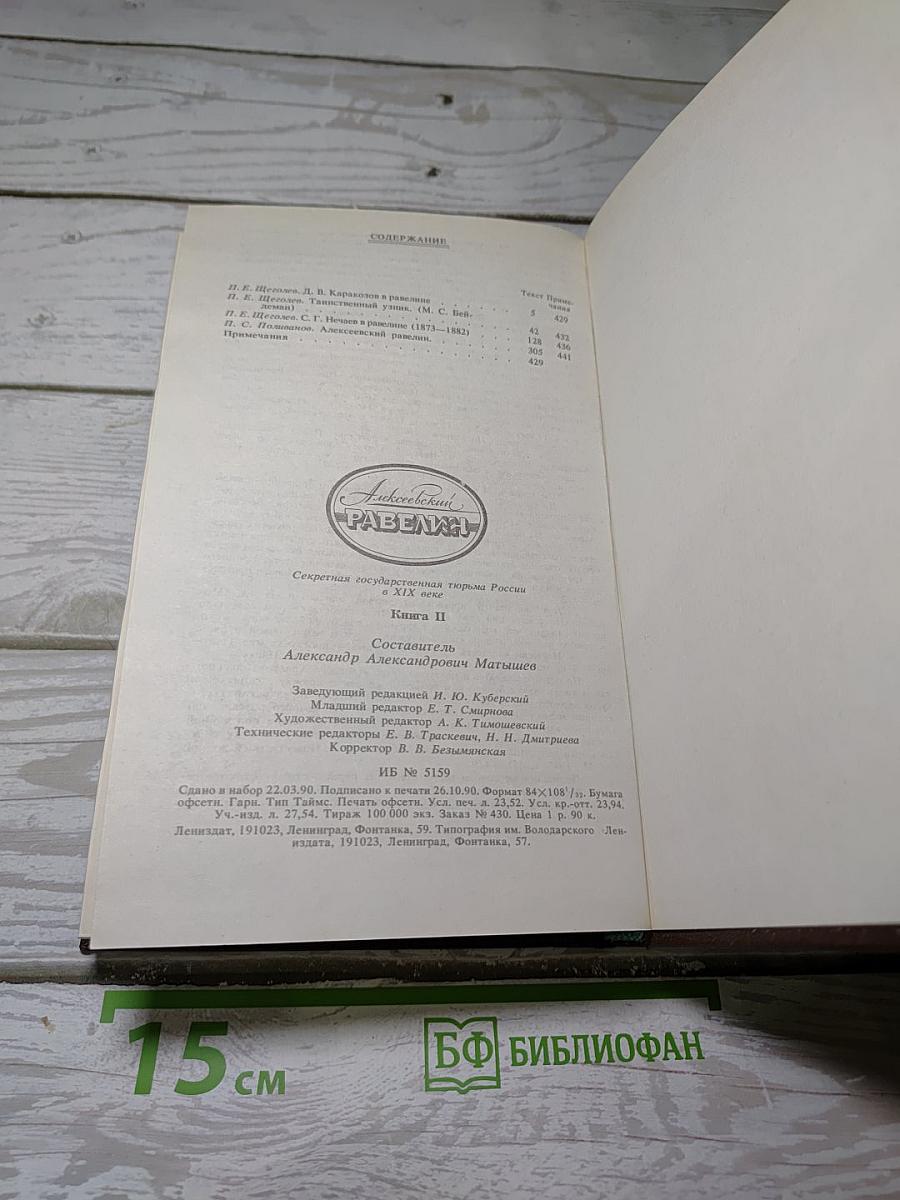 СОДЕРЖАНИЕ
Текст Приме-
чания
П. Е. Щеголев. Д. В. Каракозов в равелине . . . . . 5 429
П. Е. Щеголев. Таинственный узник. (М. С. Бей-
деман) . . . . . . . . . . 42 432
П. Е. Щеголев. С. Г. Нечаев в равелине (1873—1882) . . . 128 436
П. С. Поливанов. Алексеевский равелин. . . . . . 305 441
Примечания . . . . . . . . . . 429
Алексеевский
РАВЕЛИН
Секретная государственная тюрьма России
в XIX веке
Книга II
Составитель
Александр Александрович Матышев
Заведующий редакцией И. Ю. Куберский
Младший редактор Е. Т. Смирнова
Художественный редактор А. К. Тимошевский
Технические редакторы Е. В. Траскевич, Н. Н. Дмитриева
Корректор В. В. Безымянская
ИБ № 5159
Сдано в набор 22.03.90. Подписано к печати 26.10.90. Формат 84×108¹/₃₂. Бумага
офсетн. Гарн. Тип Таймс. Печать офсетн. Усл. печ. л. 23,52. Усл. кр.-отт. 23,94.
Уч.-изд. л. 27,54. Тираж 100 000 экз. Заказ № 430. Цена 1 р. 90 к.
Лениздат, 191023, Ленинград, Фонтанка, 59. Типография им. Володарского Лен-
издата, 191023, Ленинград, Фонтанка, 57.
15 см
БФ БИБЛИОФАН